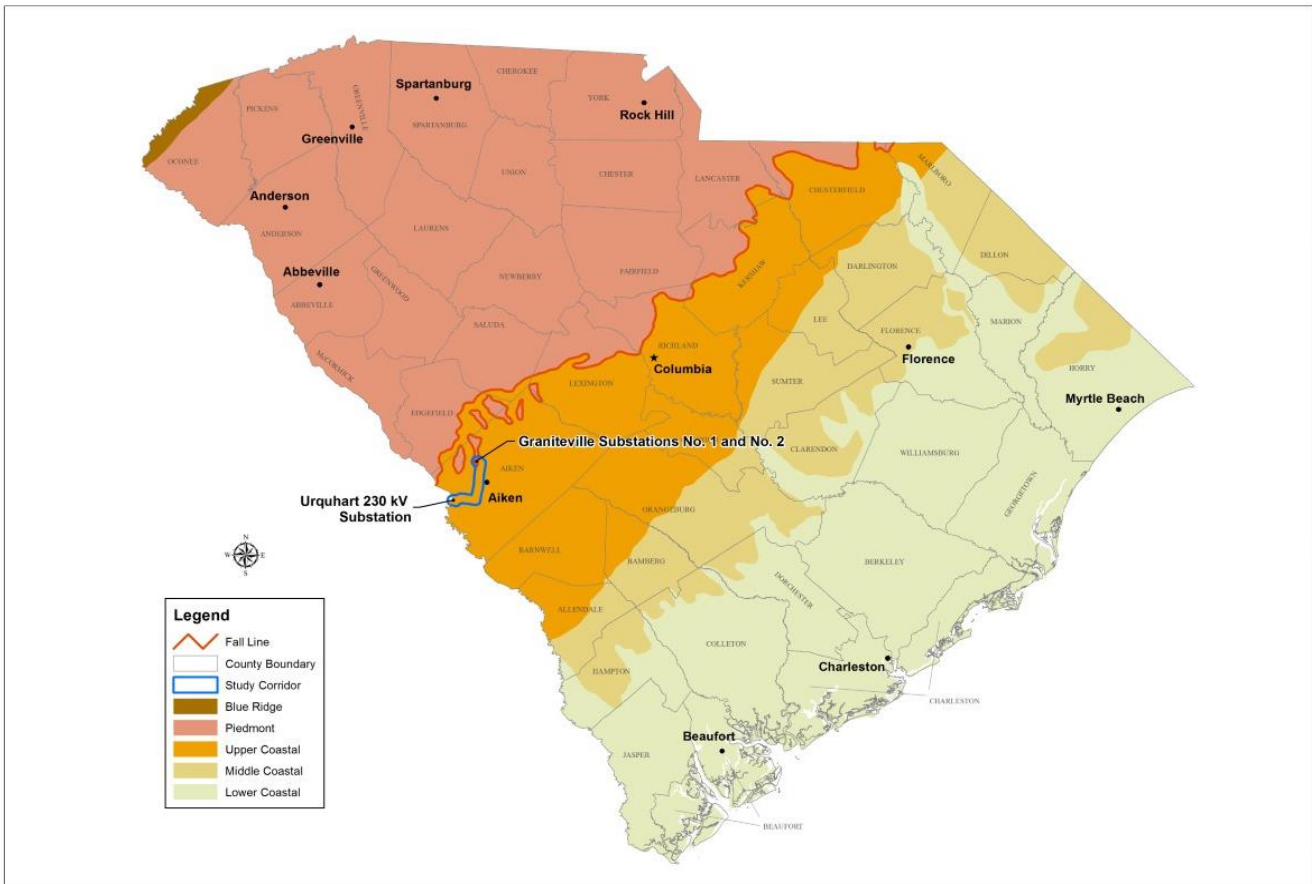 CHEROKEE
Spartanburg
YORK
PICKENS
GREENVILLE
Rock Hill
SPARTANBURG
Greenville
OCONEE
UNION
CHESTER
LANCASTER
MARLBORO
CHESTERFIELD
Anderson
ANDERSON
LAURENS
DILLON
Abbeville
GREENWOOD
NEWBERRY
FAIRFIELD
KERSHAW
DARLINGTON
ABBEVILLE
SALUDA
LEE
FLORENCE
MARION
McCORMICK
RICHLAND
Columbia
Florence
LEXINGTON
HORRY
EDGEFIELD
SUMTER
Myrtle Beach
Graniteville Substations No. 1 and No. 2
CLARENDON
WILLIAMSBURG
AIKEN
Aiken
Urquhart 230 kV
Substation
ORANGEBURG
GEORGETOWN
N
W E
S
BARNWELL
BAMBERG
BERKELEY
DORCHESTER
ALLENDALE
COLLETON
HAMPTON
Charleston
CHARLESTON
Beaufort
JASPER
BEAUFORT
Legend
Fall Line
County Boundary
Study Corridor
Blue Ridge
Piedmont
Upper Coastal
Middle Coastal
Lower Coastal